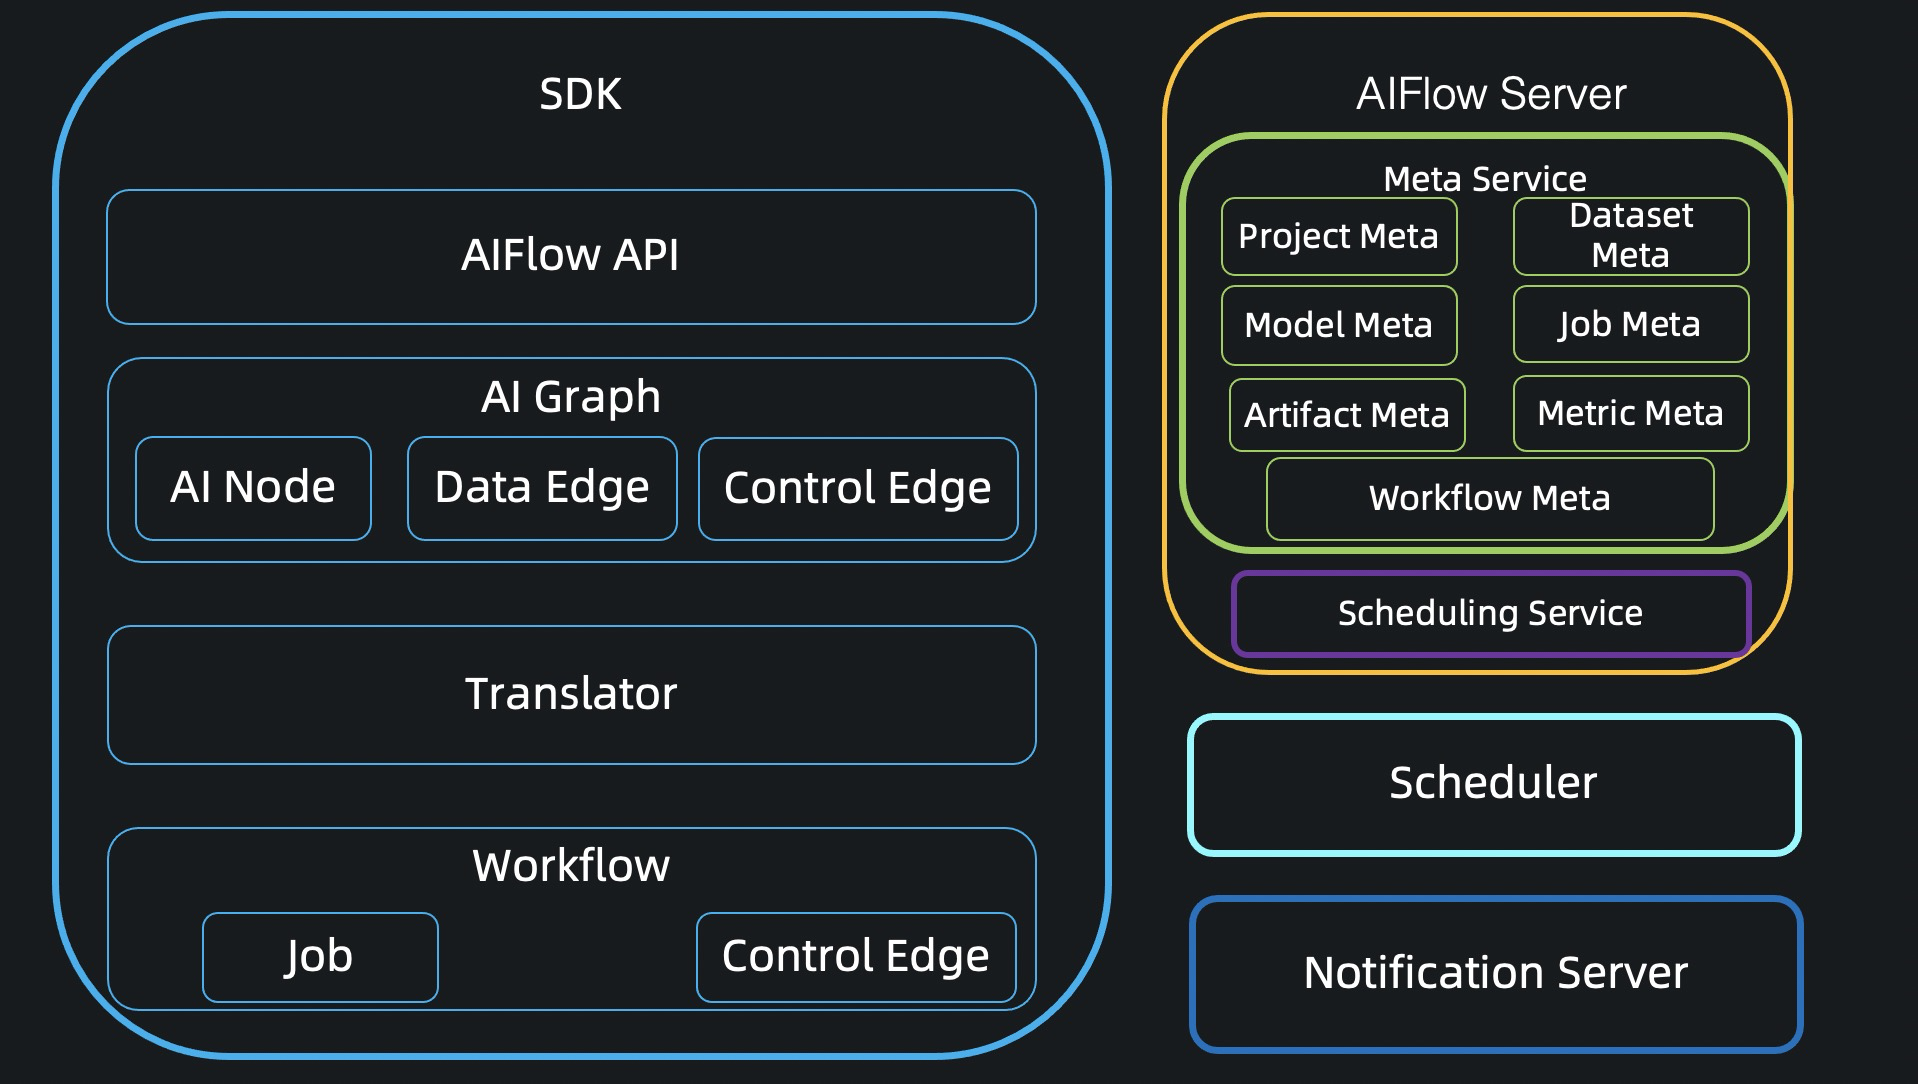 SDK
AIFlow API
AI Graph
AI Node
Data Edge
Control Edge
Translator
Workflow
Job
Control Edge
AIFlow Server
Meta Service
Project Meta
Dataset
Meta
Model Meta
Job Meta
Artifact Meta
Metric Meta
Workflow Meta
Scheduling Service
Scheduler
Notification Server